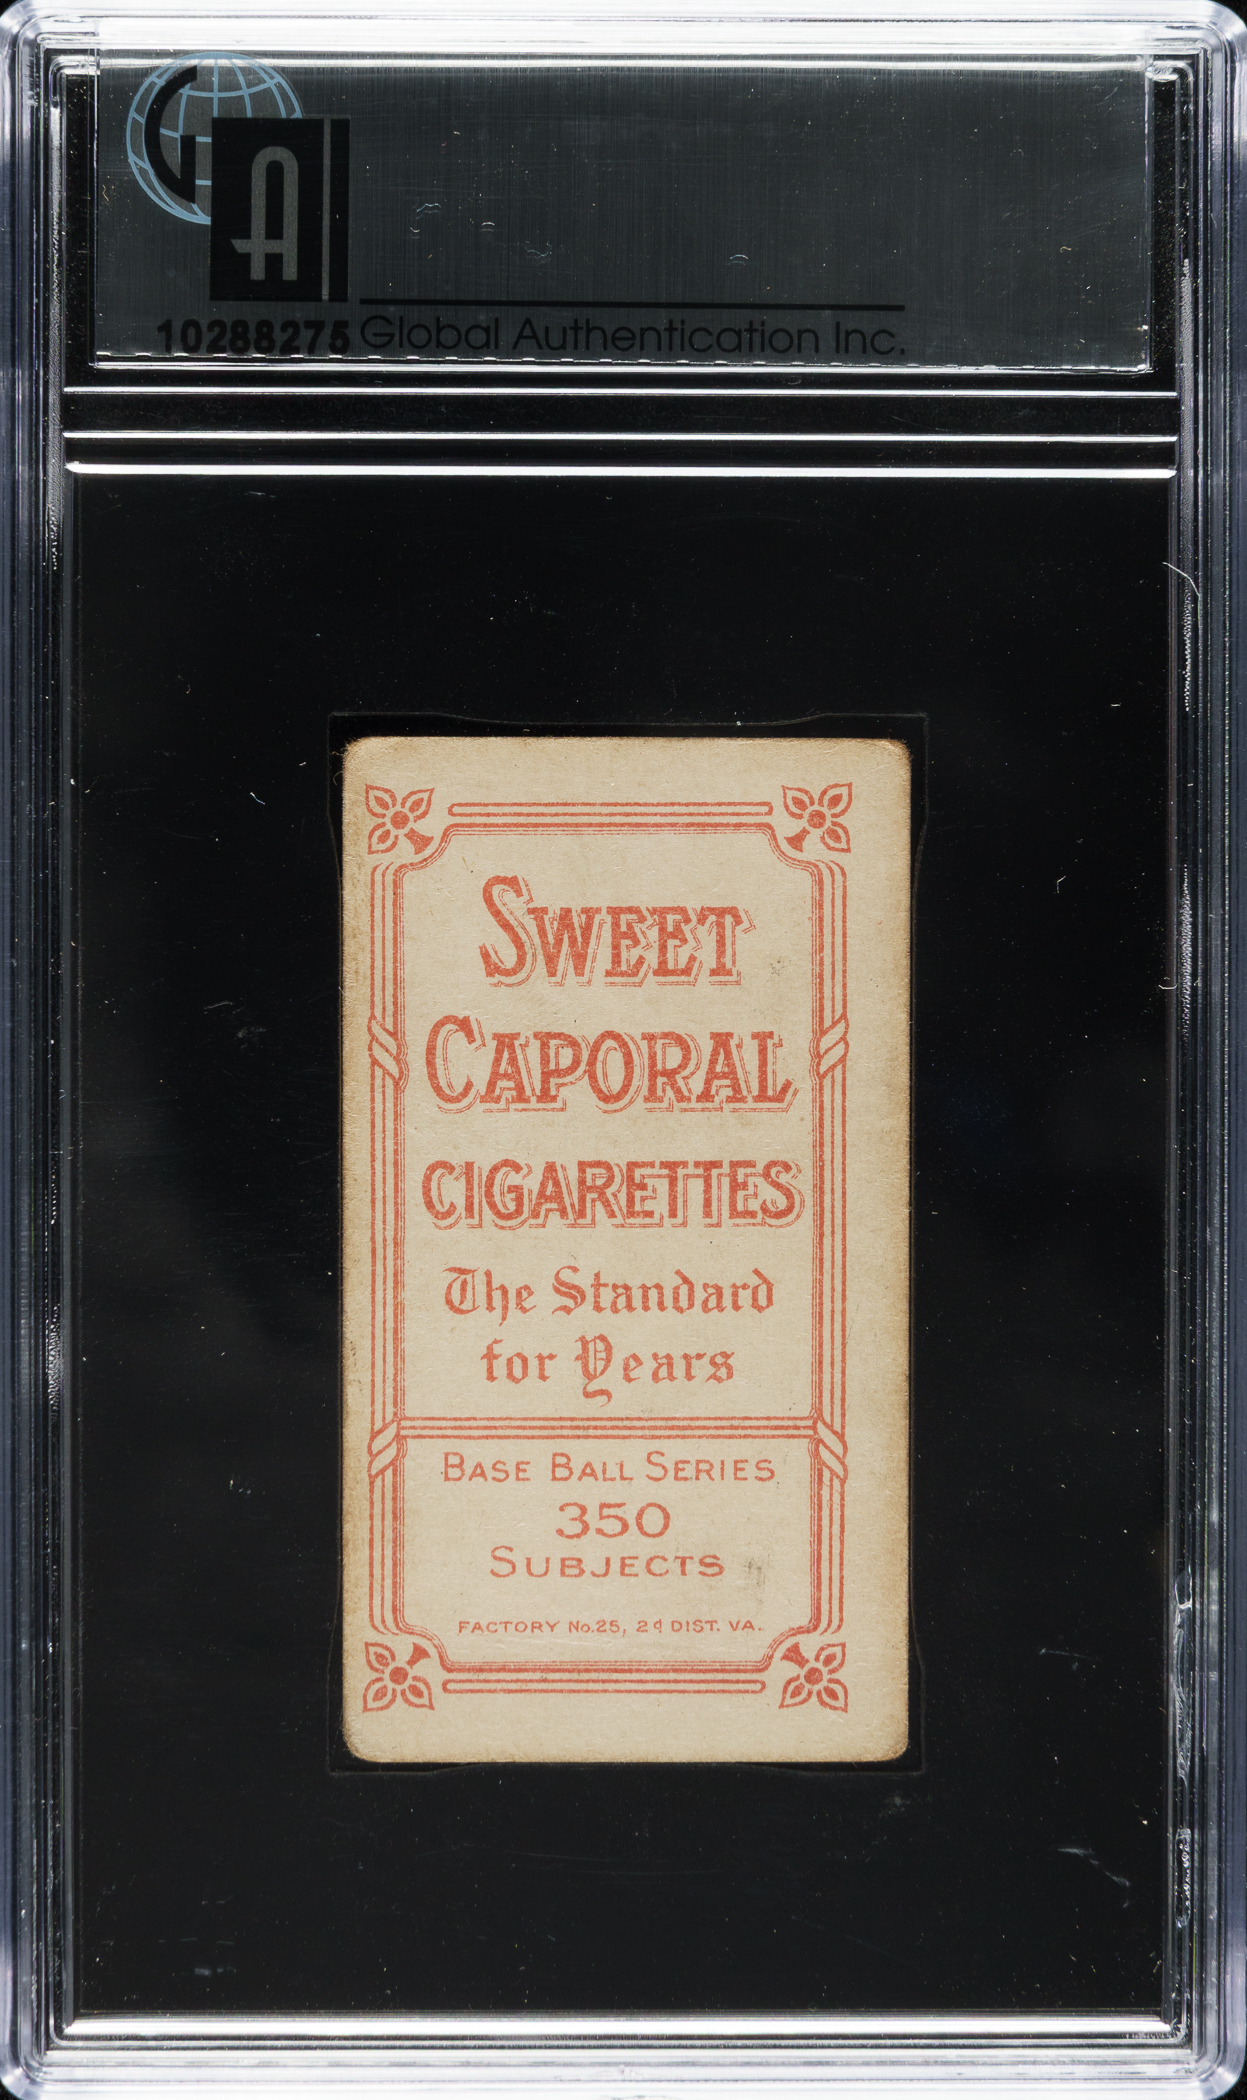 GA
10288275 Global Authentication Inc.
SWEET
CAPORAL
CIGARETTES
The Standard
for Years
BASE BALL SERIES
350
SUBJECTS
FACTORY No.25, 2d DIST. VA.